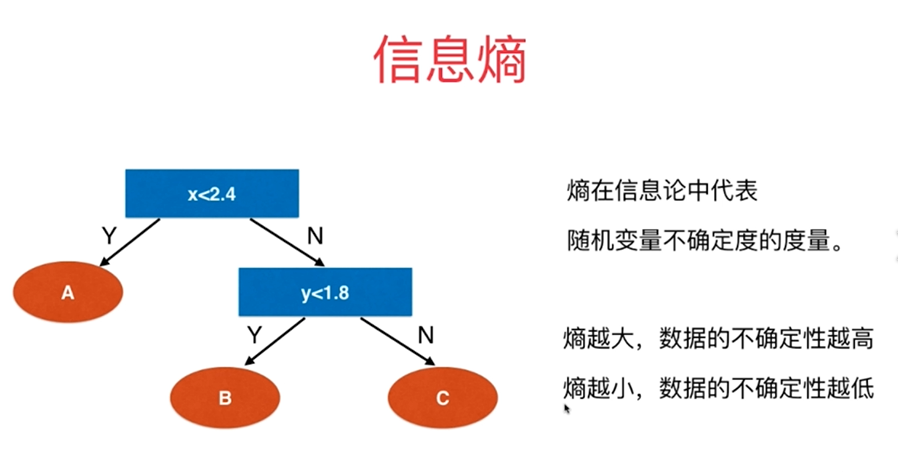 信息熵
x<2.4
Y
N
A
y<1.8
Y
N
B
C
熵在信息论中代表
随机变量不确定度的度量。
熵越大，数据的不确定性越高
熵越小，数据的不确定性越低